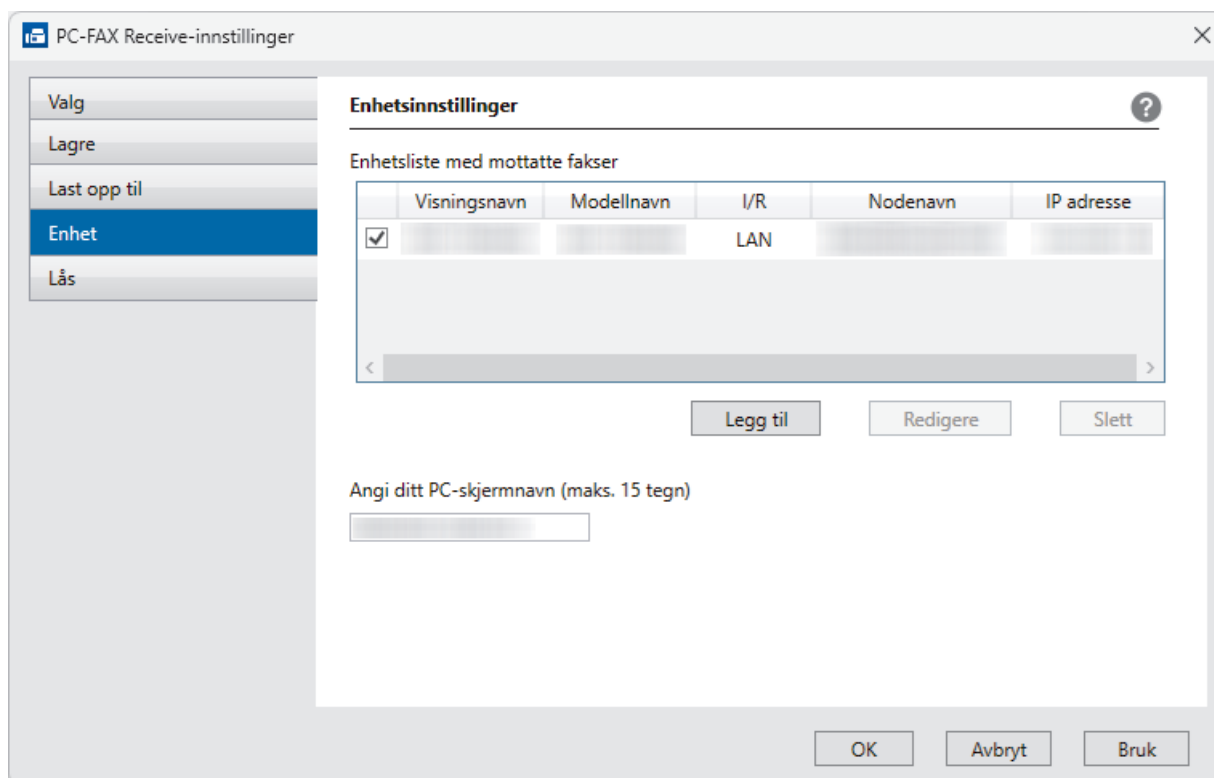 PC-FAX Receive-innstillinger
Valg
Lagre
Last opp til
Enhet
Lås
Enhetsinnstillinger
?
Enhetsliste med mottatte fakser
Visningsnavn Modellnavn I/R Nodenavn IP adresse
LAN
Legg til Redigere Slett
Angi ditt PC-skjermnavn (maks. 15 tegn)
OK Avbryt Bruk